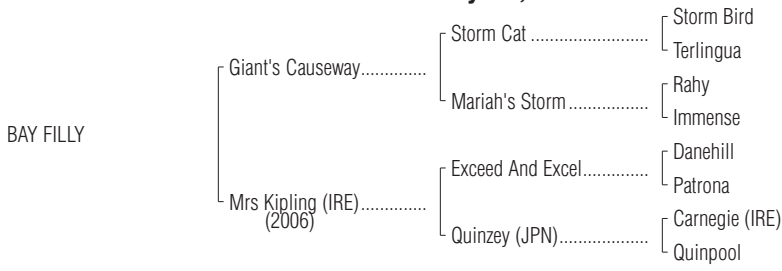 Storm Bird
Storm Cat ........................
Terlingua
Giant's Causeway..............
Rahy
Mariah's Storm.................
Immense
BAY FILLY
Danehill
Exceed And Excel..............
Patrona
Mrs Kipling (IRE)..............
(2006)
Carnegie (IRE)
Quinzey (JPN)...................
Quinpool